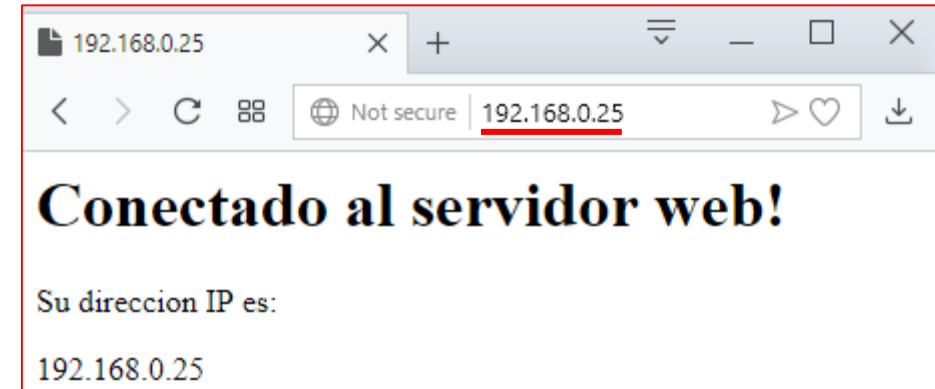 192.168.0.25
Not secure 192.168.0.25
Conectado al servidor web!
Su direccion IP es:
192.168.0.25